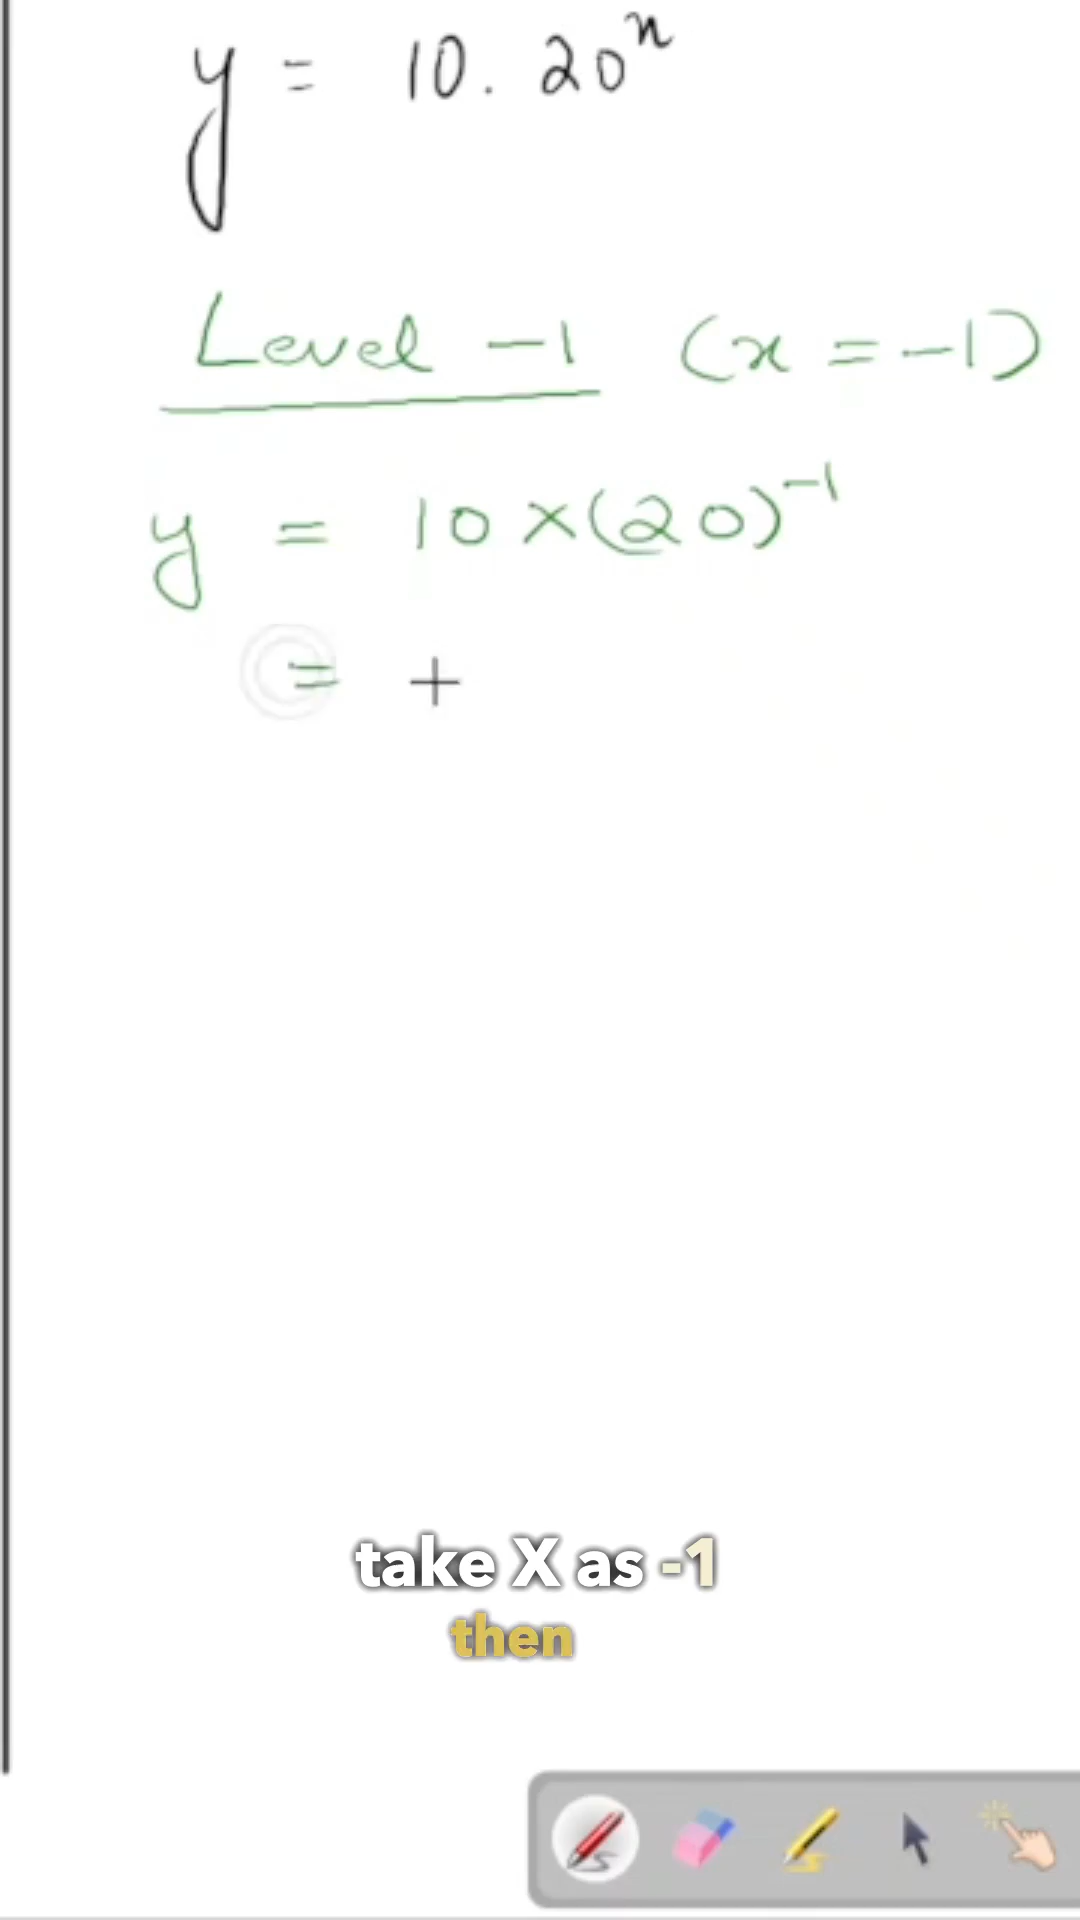 y = 10. 20^x
Level -1 (x = -1)
y = 10 × (20)^-1
=
take X as -1
then